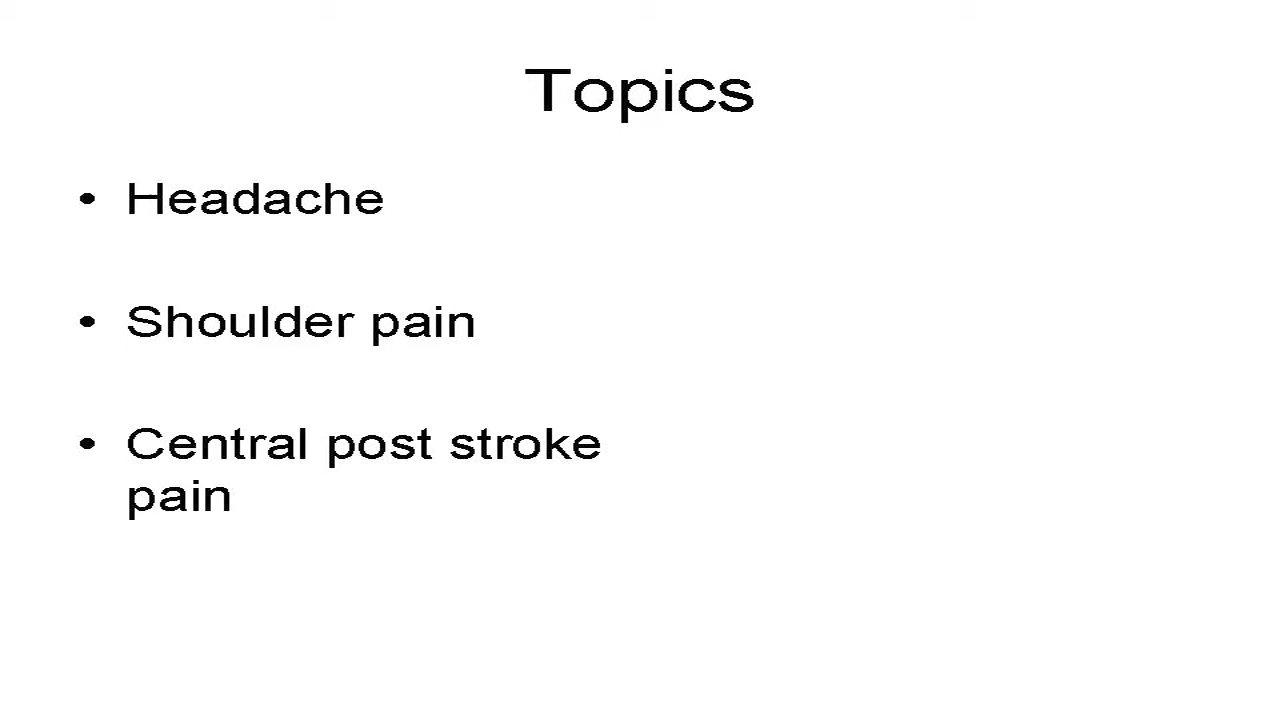 Topics
• Headache
• Shoulder pain
• Central post stroke
pain